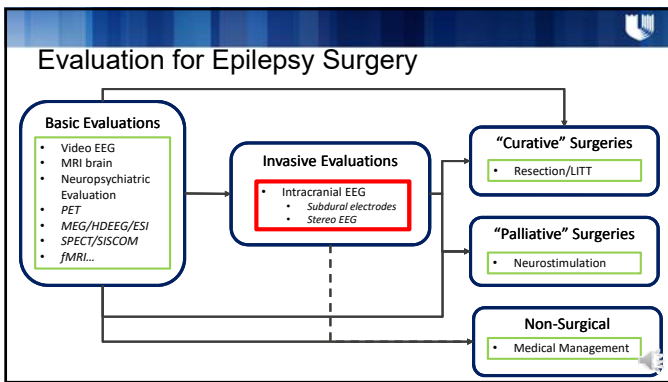 Evaluation for Epilepsy Surgery
Basic Evaluations
• Video EEG
• MRI brain
• Neuropsychiatric
Evaluation
• PET
• MEG/HDEEG/ESI
• SPECT/SISCOM
• fMRI…
Invasive Evaluations
• Intracranial EEG
• Subdural electrodes
• Stereo EEG
“Curative” Surgeries
• Resection/LITT
“Palliative” Surgeries
• Neurostimulation
Non-Surgical
• Medical Management